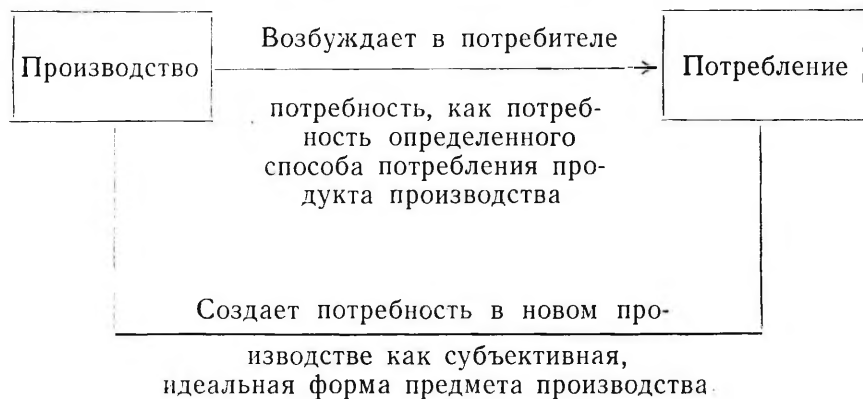 Производство
Возбуждает в потребителе
Потребление
потребность, как потреб-
ность определенного
способа потребления про-
дукта производства
Создает потребность в новом про-
изводстве как субъективная,
идеальная форма предмета производства